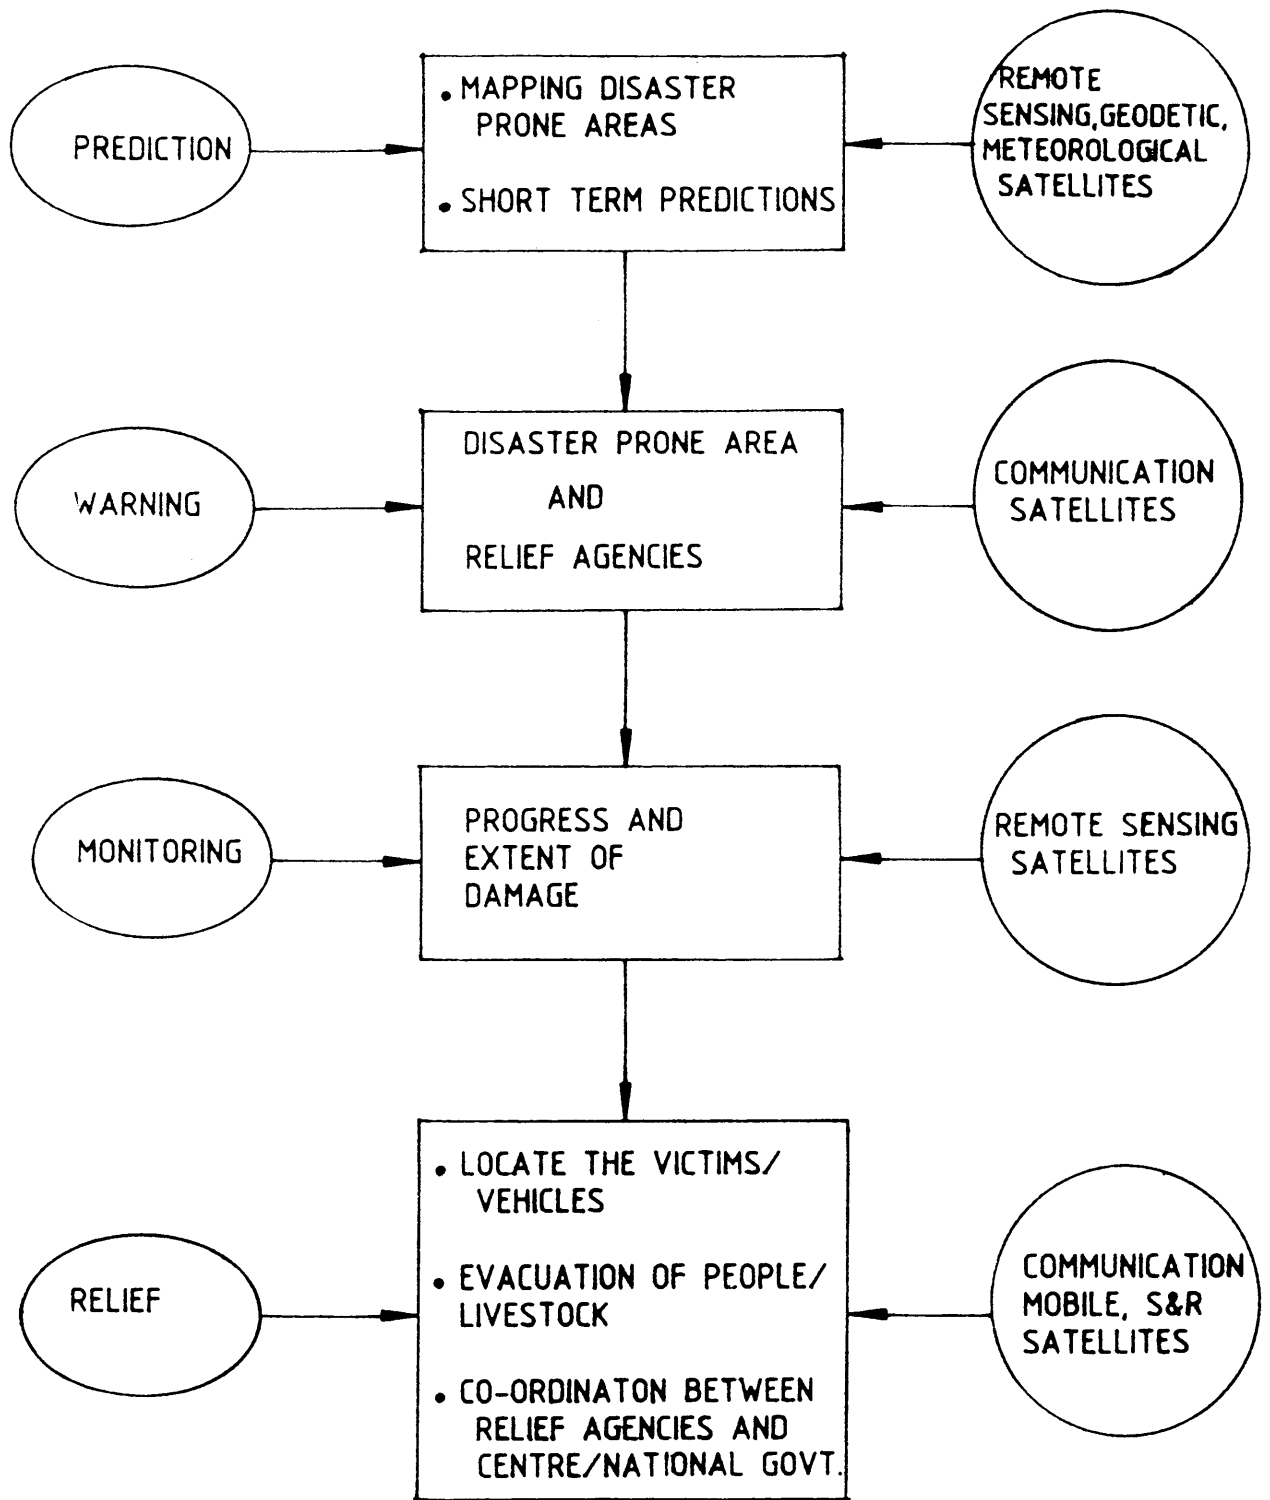 PREDICTION
• MAPPING DISASTER
PRONE AREAS
• SHORT TERM PREDICTIONS
REMOTE
SENSING,GEODETIC,
METEOROLOGICAL
SATELLITES
WARNING
DISASTER PRONE AREA
AND
RELIEF AGENCIES
COMMUNICATION
SATELLITES
MONITORING
PROGRESS AND
EXTENT OF
DAMAGE
REMOTE SENSING
SATELLITES
RELIEF
• LOCATE THE VICTIMS/
VEHICLES
• EVACUATION OF PEOPLE/
LIVESTOCK
• CO-ORDINATON BETWEEN
RELIEF AGENCIES AND
CENTRE/NATIONAL GOVT.
COMMUNICATION
MOBILE, S&R
SATELLITES